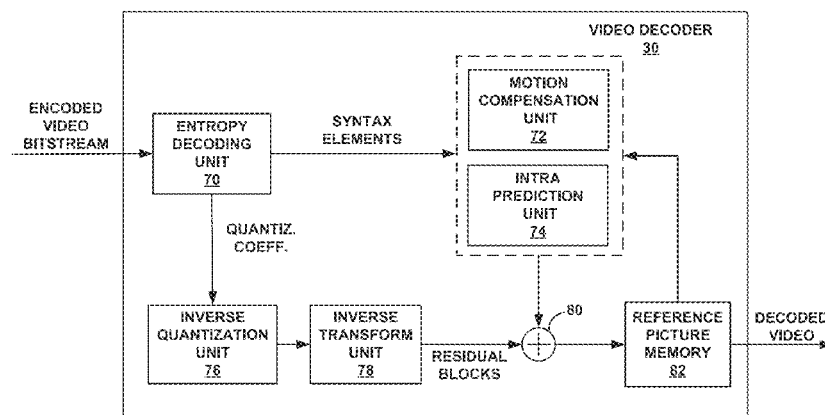 VIDEO DECODER
30
ENCODED
VIDEO
BITSTREAM
ENTROPY
DECODING
UNIT
70
SYNTAX
ELEMENTS
MOTION
COMPENSATION
UNIT
72
INTRA
PREDICTION
UNIT
74
QUANTIZ.
COEFF.
INVERSE
QUANTIZATION
UNIT
76
INVERSE
TRANSFORM
UNIT
78
RESIDUAL
BLOCKS
80
REFERENCE
PICTURE
MEMORY
82
DECODED
VIDEO